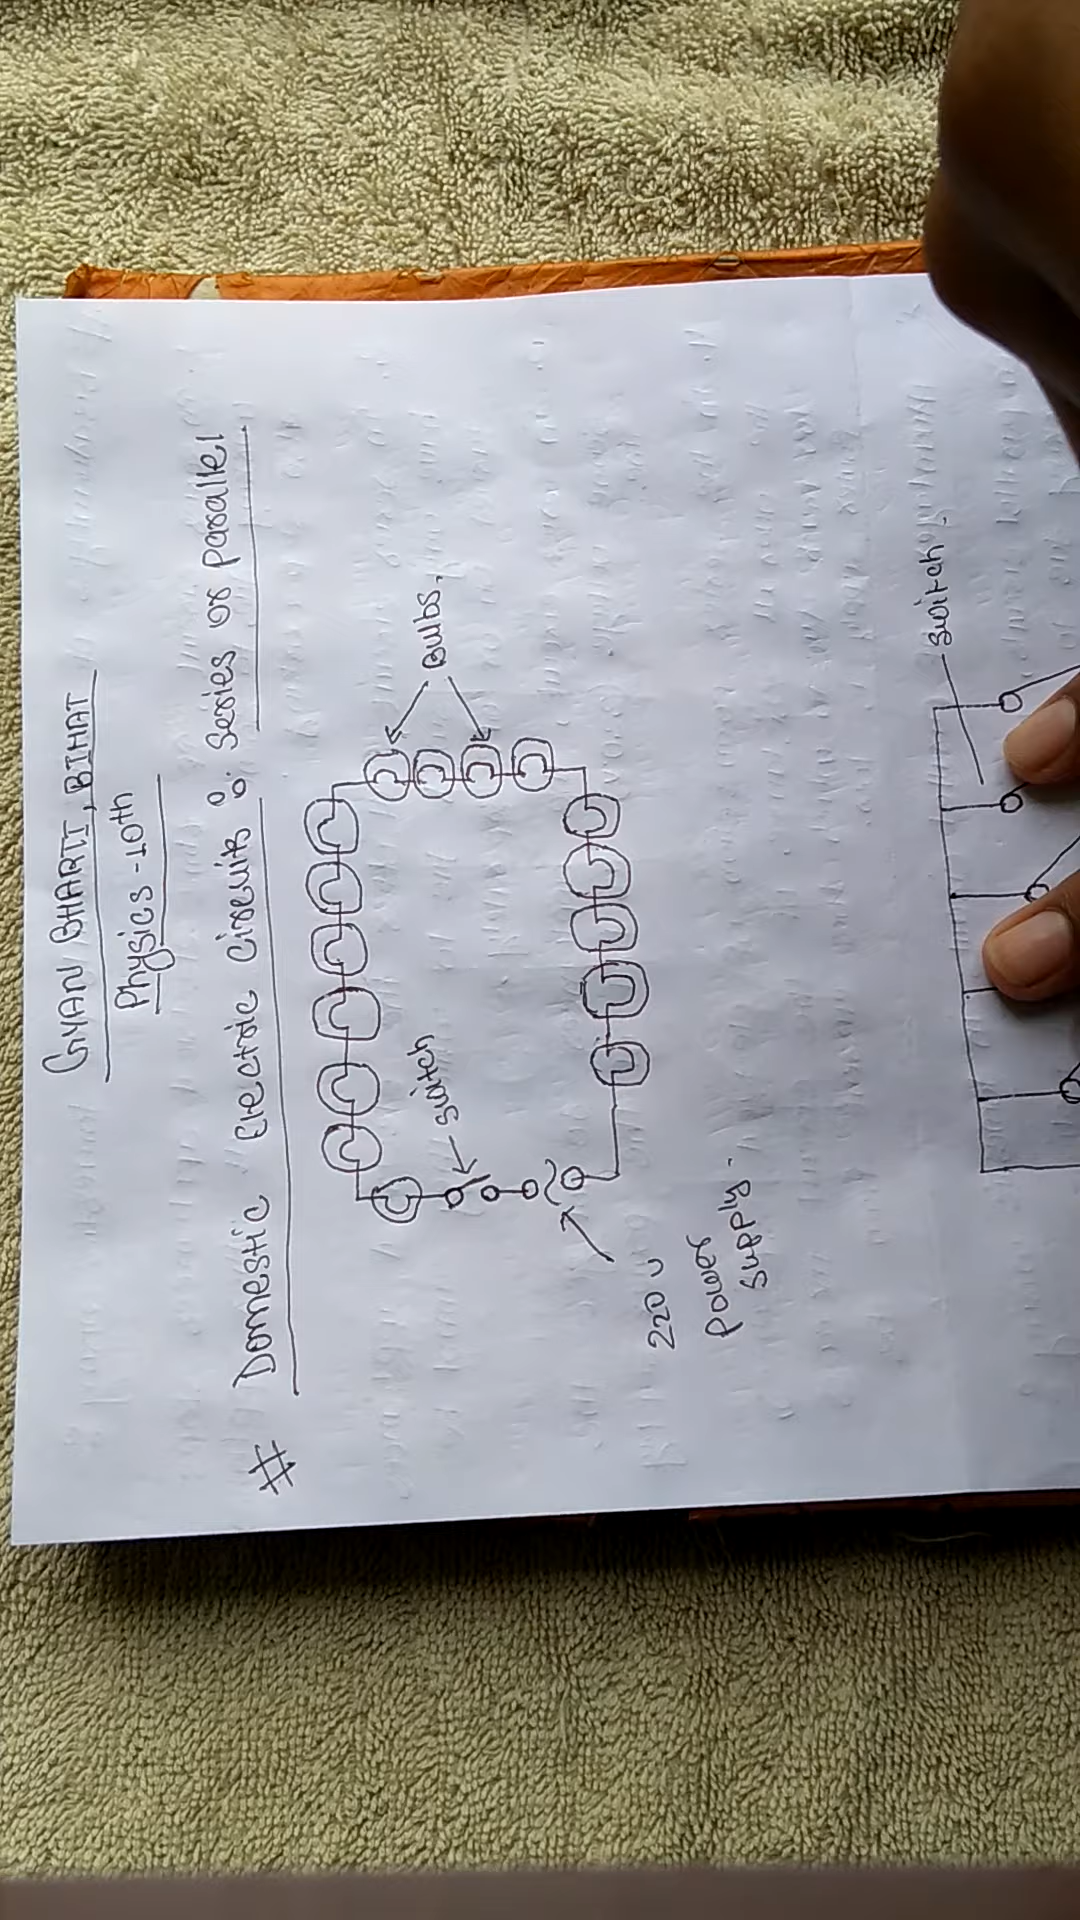 GYAN BHARTI, BIHAT
Physics-10th
# Domestic Electric Circuits : Series or parallel
Bulbs.
switch
220 v
power
supply.
switch.